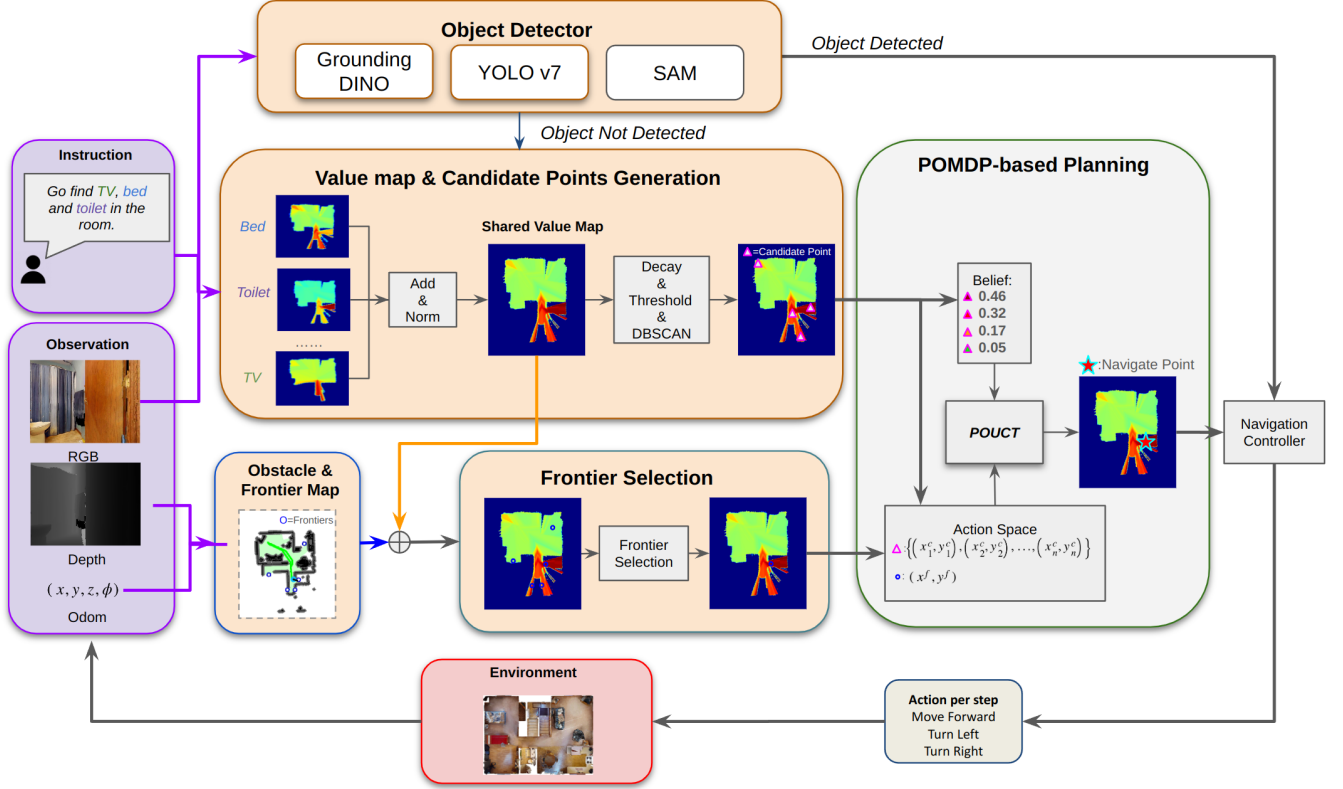 Object Detector
Grounding
DINO
YOLO v7
SAM
Object Detected
Object Not Detected
Instruction
Go find TV, bed
and toilet in the
room.
Value map & Candidate Points Generation
Bed
Toilet
......
TV
Add
&
Norm
Shared Value Map
Decay
&
Threshold
&
DBSCAN
=Candidate Point
POMDP-based Planning
Belief:
0.46
0.32
0.17
0.05
:Navigate Point
POUCT
Action Space
:{(x₁ᶜ,y₁ᶜ),(x₂ᶜ,y₂ᶜ),....,(xₙᶜ,yₙᶜ)}
: (xᶠ,yᶠ)
Navigation
Controller
Observation
RGB
Depth
(x,y,z,ϕ)
Odom
Obstacle &
Frontier Map
O=Frontiers
Frontier Selection
Frontier
Selection
Environment
Action per step
Move Forward
Turn Left
Turn Right